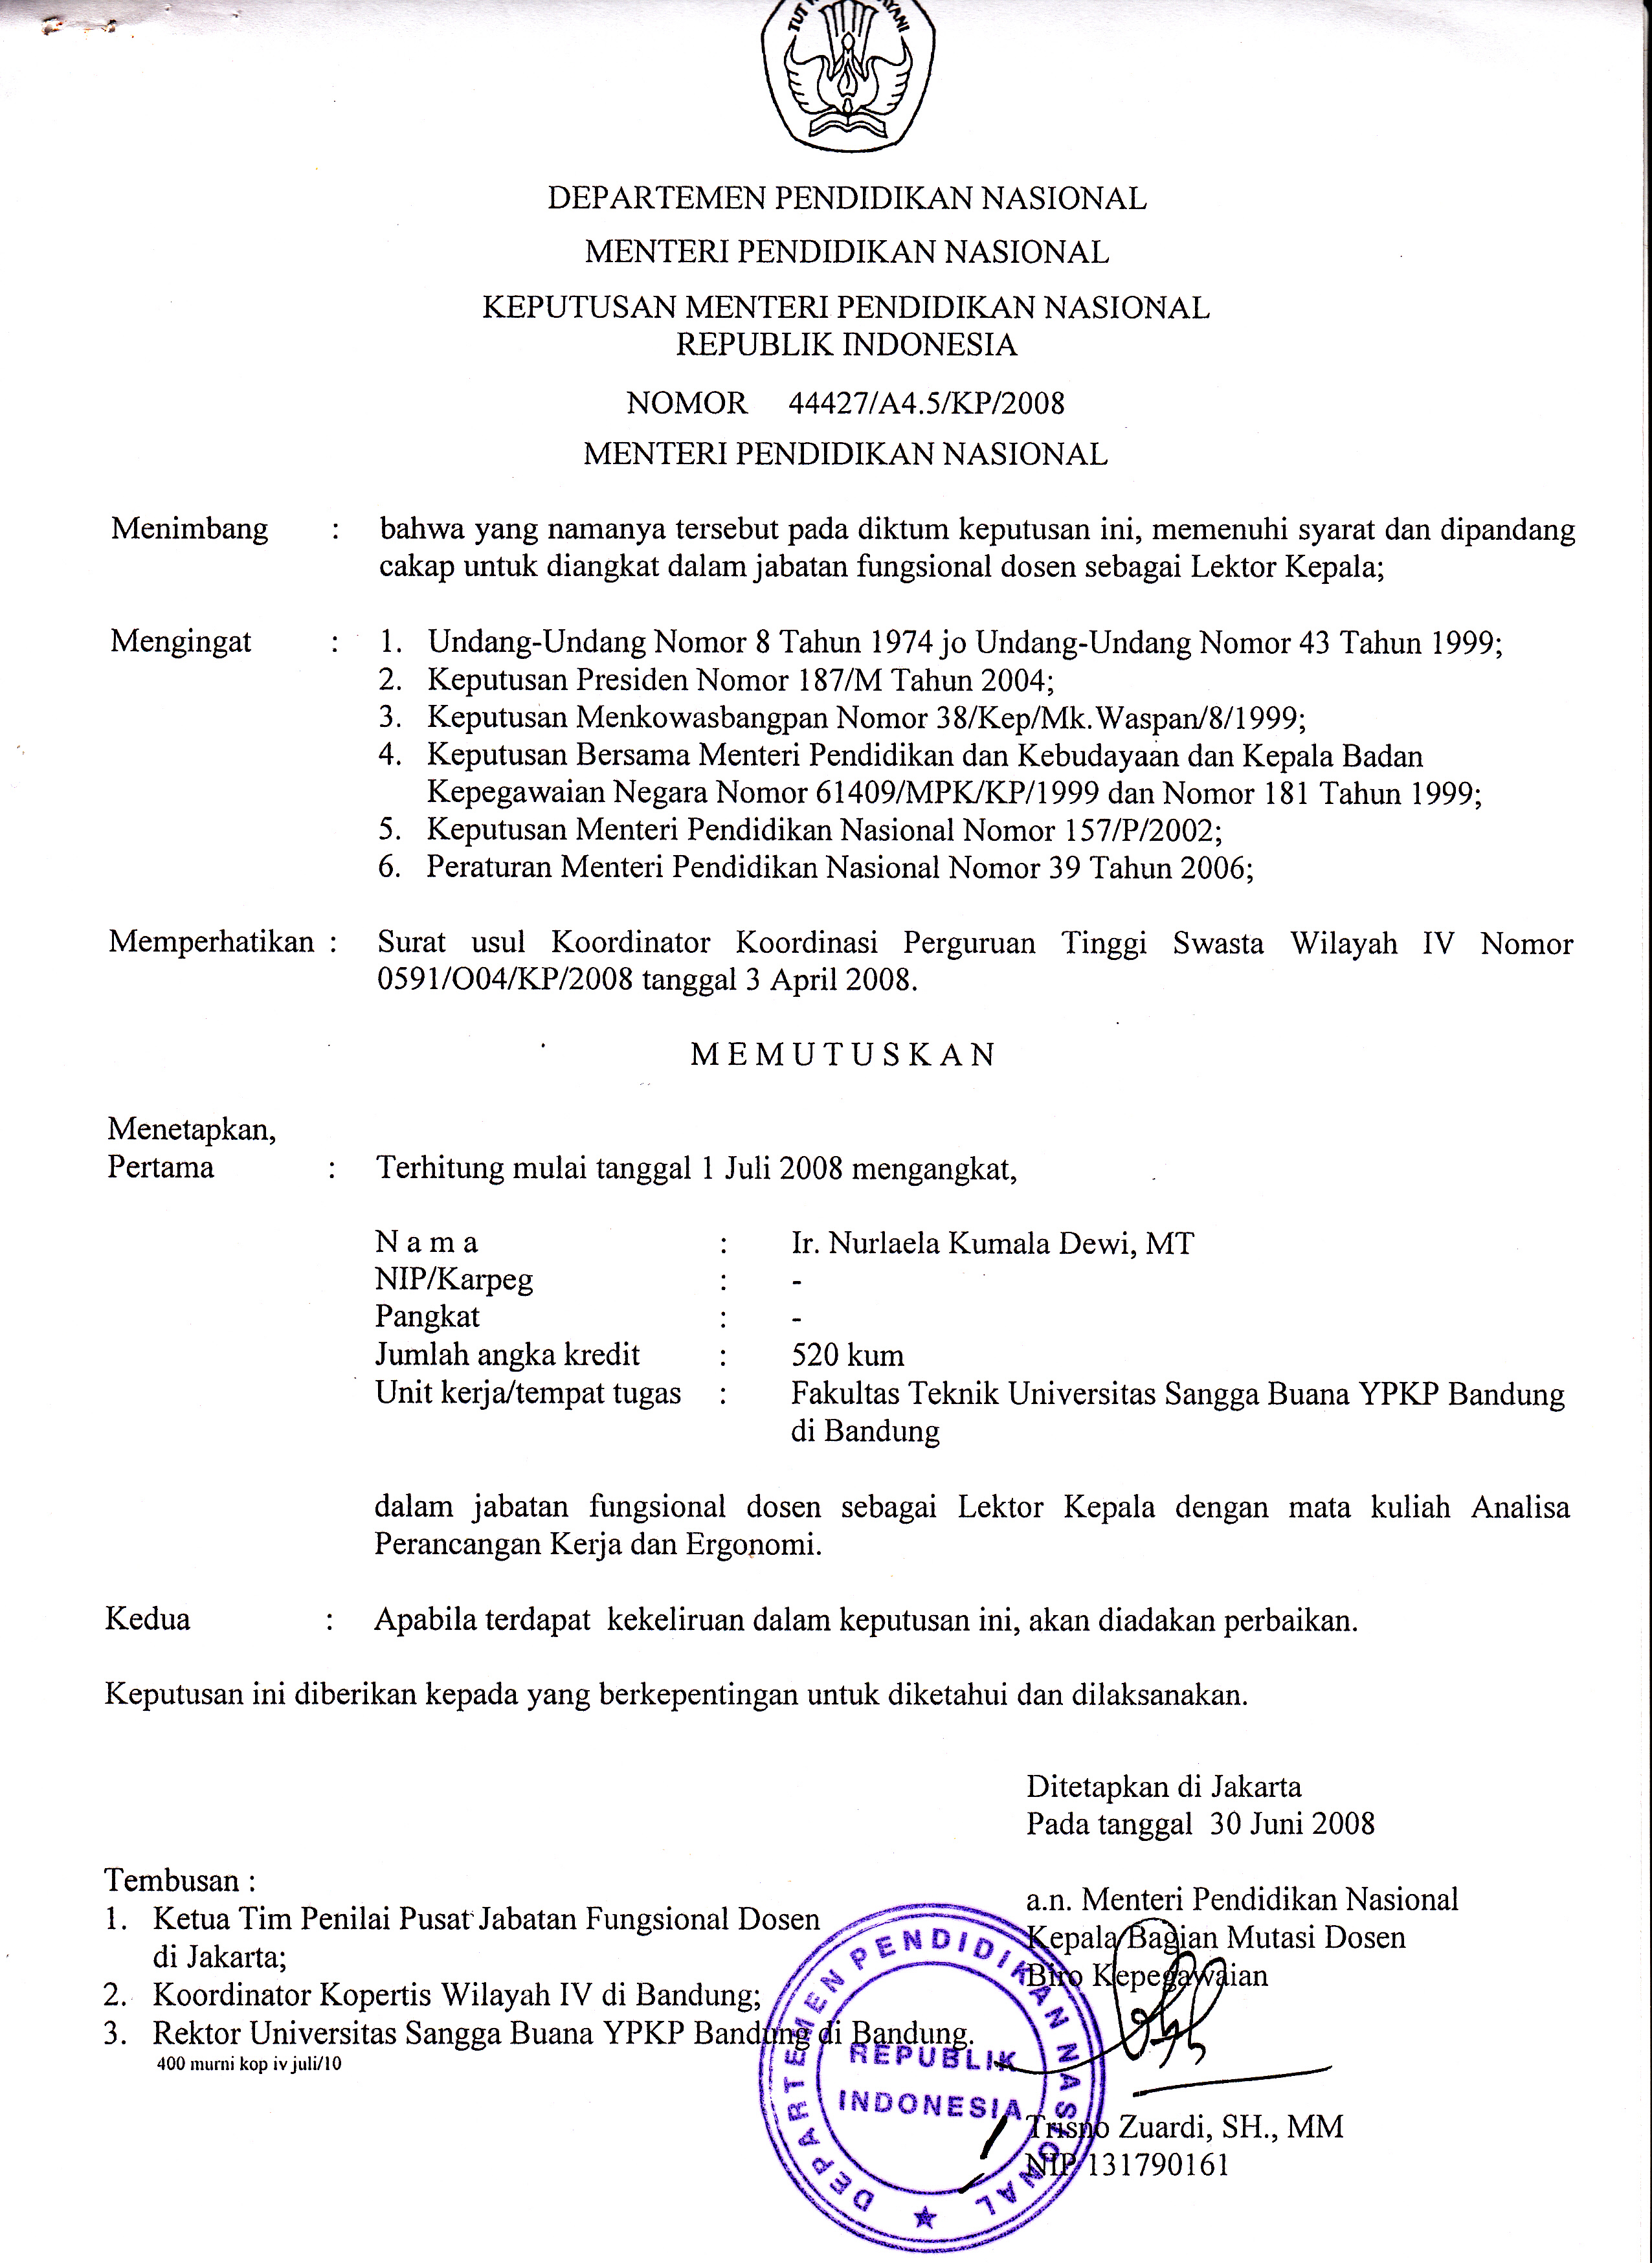 TUT
AYANI
DEPARTEMEN PENDIDIKAN NASIONAL
MENTERI PENDIDIKAN NASIONAL
KEPUTUSAN MENTERI PENDIDIKAN NASIONAL
REPUBLIK INDONESIA
NOMOR 44427/A4.5/KP/2008
MENTERI PENDIDIKAN NASIONAL
Menimbang : bahwa yang namanya tersebut pada diktum keputusan ini, memenuhi syarat dan dipandang
cakap untuk diangkat dalam jabatan fungsional dosen sebagai Lektor Kepala;
Mengingat : 1. Undang-Undang Nomor 8 Tahun 1974 jo Undang-Undang Nomor 43 Tahun 1999;
2. Keputusan Presiden Nomor 187/M Tahun 2004;
3. Keputusan Menkowasbangpan Nomor 38/Kep/Mk.Waspan/8/1999;
4. Keputusan Bersama Menteri Pendidikan dan Kebudayaan dan Kepala Badan
Kepegawaian Negara Nomor 61409/MPK/KP/1999 dan Nomor 181 Tahun 1999;
5. Keputusan Menteri Pendidikan Nasional Nomor 157/P/2002;
6. Peraturan Menteri Pendidikan Nasional Nomor 39 Tahun 2006;
Memperhatikan : Surat usul Koordinator Koordinasi Perguruan Tinggi Swasta Wilayah IV Nomor
0591/O04/KP/2008 tanggal 3 April 2008.
M E M U T U S K A N
Menetapkan,
Pertama : Terhitung mulai tanggal 1 Juli 2008 mengangkat,
N a m a : Ir. Nurlaela Kumala Dewi, MT
NIP/Karpeg : -
Pangkat : -
Jumlah angka kredit : 520 kum
Unit kerja/tempat tugas : Fakultas Teknik Universitas Sangga Buana YPKP Bandung
di Bandung
dalam jabatan fungsional dosen sebagai Lektor Kepala dengan mata kuliah Analisa
Perancangan Kerja dan Ergonomi.
Kedua : Apabila terdapat kekeliruan dalam keputusan ini, akan diadakan perbaikan.
Keputusan ini diberikan kepada yang berkepentingan untuk diketahui dan dilaksanakan.
Ditetapkan di Jakarta
Pada tanggal 30 Juni 2008
a.n. Menteri Pendidikan Nasional
Kepala Bagian Mutasi Dosen
Biro Kepegawaian
Trisno Zuardi, SH., MM
NIP 131790161
Tembusan :
1. Ketua Tim Penilai Pusat Jabatan Fungsional Dosen
di Jakarta;
2. Koordinator Kopertis Wilayah IV di Bandung;
3. Rektor Universitas Sangga Buana YPKP Bandung di Bandung.
400 murni kop iv juli/10
DEPARTEMEN PENDIDIKAN NASIONAL
REPUBLIK
INDONESIA